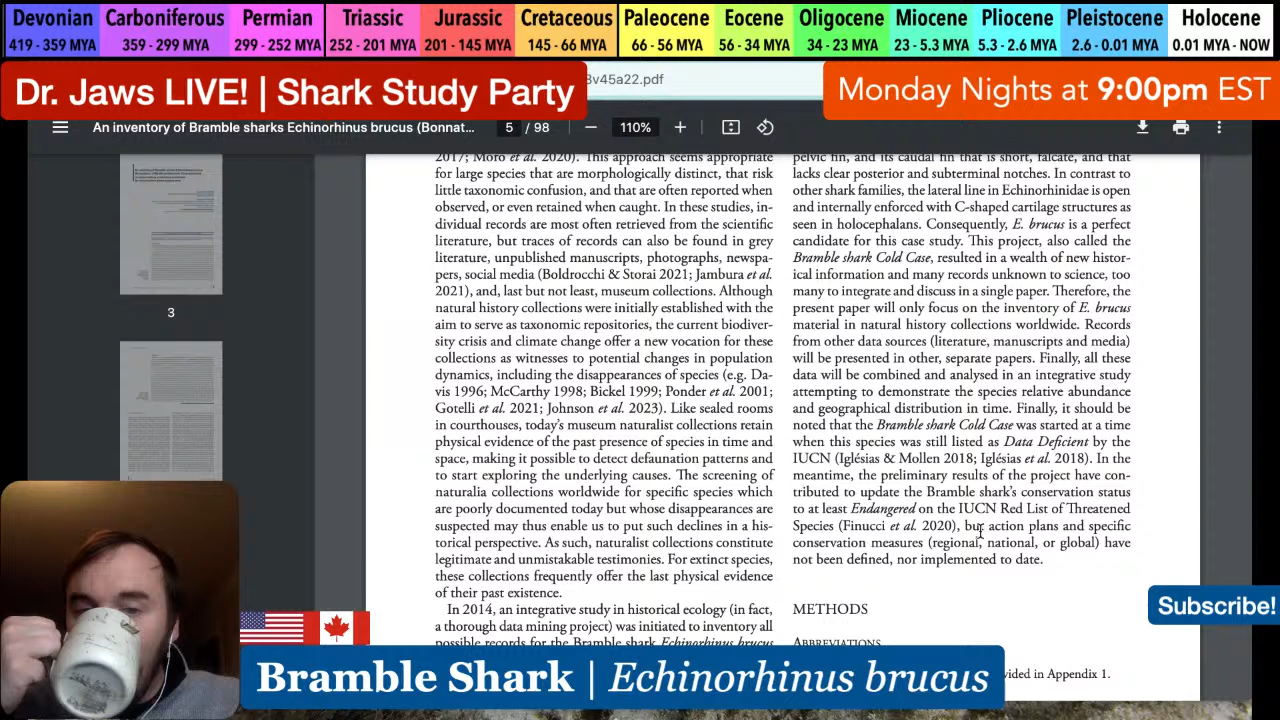 Devonian
419 - 359 MYA
Carboniferous
359 - 299 MYA
Permian
299 - 252 MYA
Triassic
252 - 201 MYA
Jurassic
201 - 145 MYA
Cretaceous
145 - 66 MYA
Paleocene
66 - 56 MYA
Eocene
56 - 34 MYA
Oligocene
34 - 23 MYA
Miocene
23 - 5.3 MYA
Pliocene
5.3 - 2.6 MYA
Pleistocene
2.6 - 0.01 MYA
Holocene
0.01 MYA - NOW
Dr. Jaws LIVE! | Shark Study Party
3v45a22.pdf
Monday Nights at 9:00pm EST
An inventory of Bramble sharks Echinorhinus brucus (Bonnat...
5 / 98
110%
3
2017; Moro et al. 2020). This approach seems appropriate
for large species that are morphologically distinct, that risk
little taxonomic confusion, and that are often reported when
observed, or even retained when caught. In these studies, in-
dividual records are most often retrieved from the scientific
literature, but traces of records can also be found in grey
literature, unpublished manuscripts, photographs, newspa-
pers, social media (Boldrocchi & Storai 2021; Jambura et al.
2021), and, last but not least, museum collections. Although
natural history collections were initially established with the
aim to serve as taxonomic repositories, the current biodiver-
sity crisis and climate change offer a new vocation for these
collections as witnesses to potential changes in population
dynamics, including the disappearances of species (e.g. Da-
vis 1996; McCarthy 1998; Bickel 1999; Ponder et al. 2001;
Gotelli et al. 2021; Johnson et al. 2023). Like sealed rooms
in courthouses, today's museum naturalist collections retain
physical evidence of the past presence of species in time and
space, making it possible to detect defaunation patterns and
to start exploring the underlying causes. The screening of
naturalia collections worldwide for specific species which
are poorly documented today but whose disappearances are
suspected may thus enable us to put such declines in a his-
torical perspective. As such, naturalist collections constitute
legitimate and unmistakable testimonies. For extinct species,
these collections frequently offer the last physical evidence
of their past existence.
In 2014, an integrative study in historical ecology (in fact,
a thorough data mining project) was initiated to inventory all
possible records for the Bramble shark Echinorhinus brucus
pelvic fin, and its caudal fin that is short, falcate, and that
lacks clear posterior and subterminal notches. In contrast to
other shark families, the lateral line in Echinorhinidae is open
and internally enforced with C-shaped cartilage structures as
seen in holocephalans. Consequently, E. brucus is a perfect
candidate for this case study. This project, also called the
Bramble shark Cold Case, resulted in a wealth of new histor-
ical information and many records unknown to science, too
many to integrate and discuss in a single paper. Therefore, the
present paper will only focus on the inventory of E. brucus
material in natural history collections worldwide. Records
from other data sources (literature, manuscripts and media)
will be presented in other, separate papers. Finally, all these
data will be combined and analysed in an integrative study
attempting to demonstrate the species relative abundance
and geographical distribution in time. Finally, it should be
noted that the Bramble shark Cold Case was started at a time
when this species was still listed as Data Deficient by the
IUCN (Iglésias & Mollen 2018; Iglésias et al. 2018). In the
meantime, the preliminary results of the project have con-
tributed to update the Bramble shark's conservation status
to at least Endangered on the IUCN Red List of Threatened
Species (Finucci et al. 2020), but action plans and specific
conservation measures (regional, national, or global) have
not been defined, nor implemented to date.
METHODS
ABBREVIATIONS
vided in Appendix 1.
Subscribe!
Bramble Shark | Echinorhinus brucus